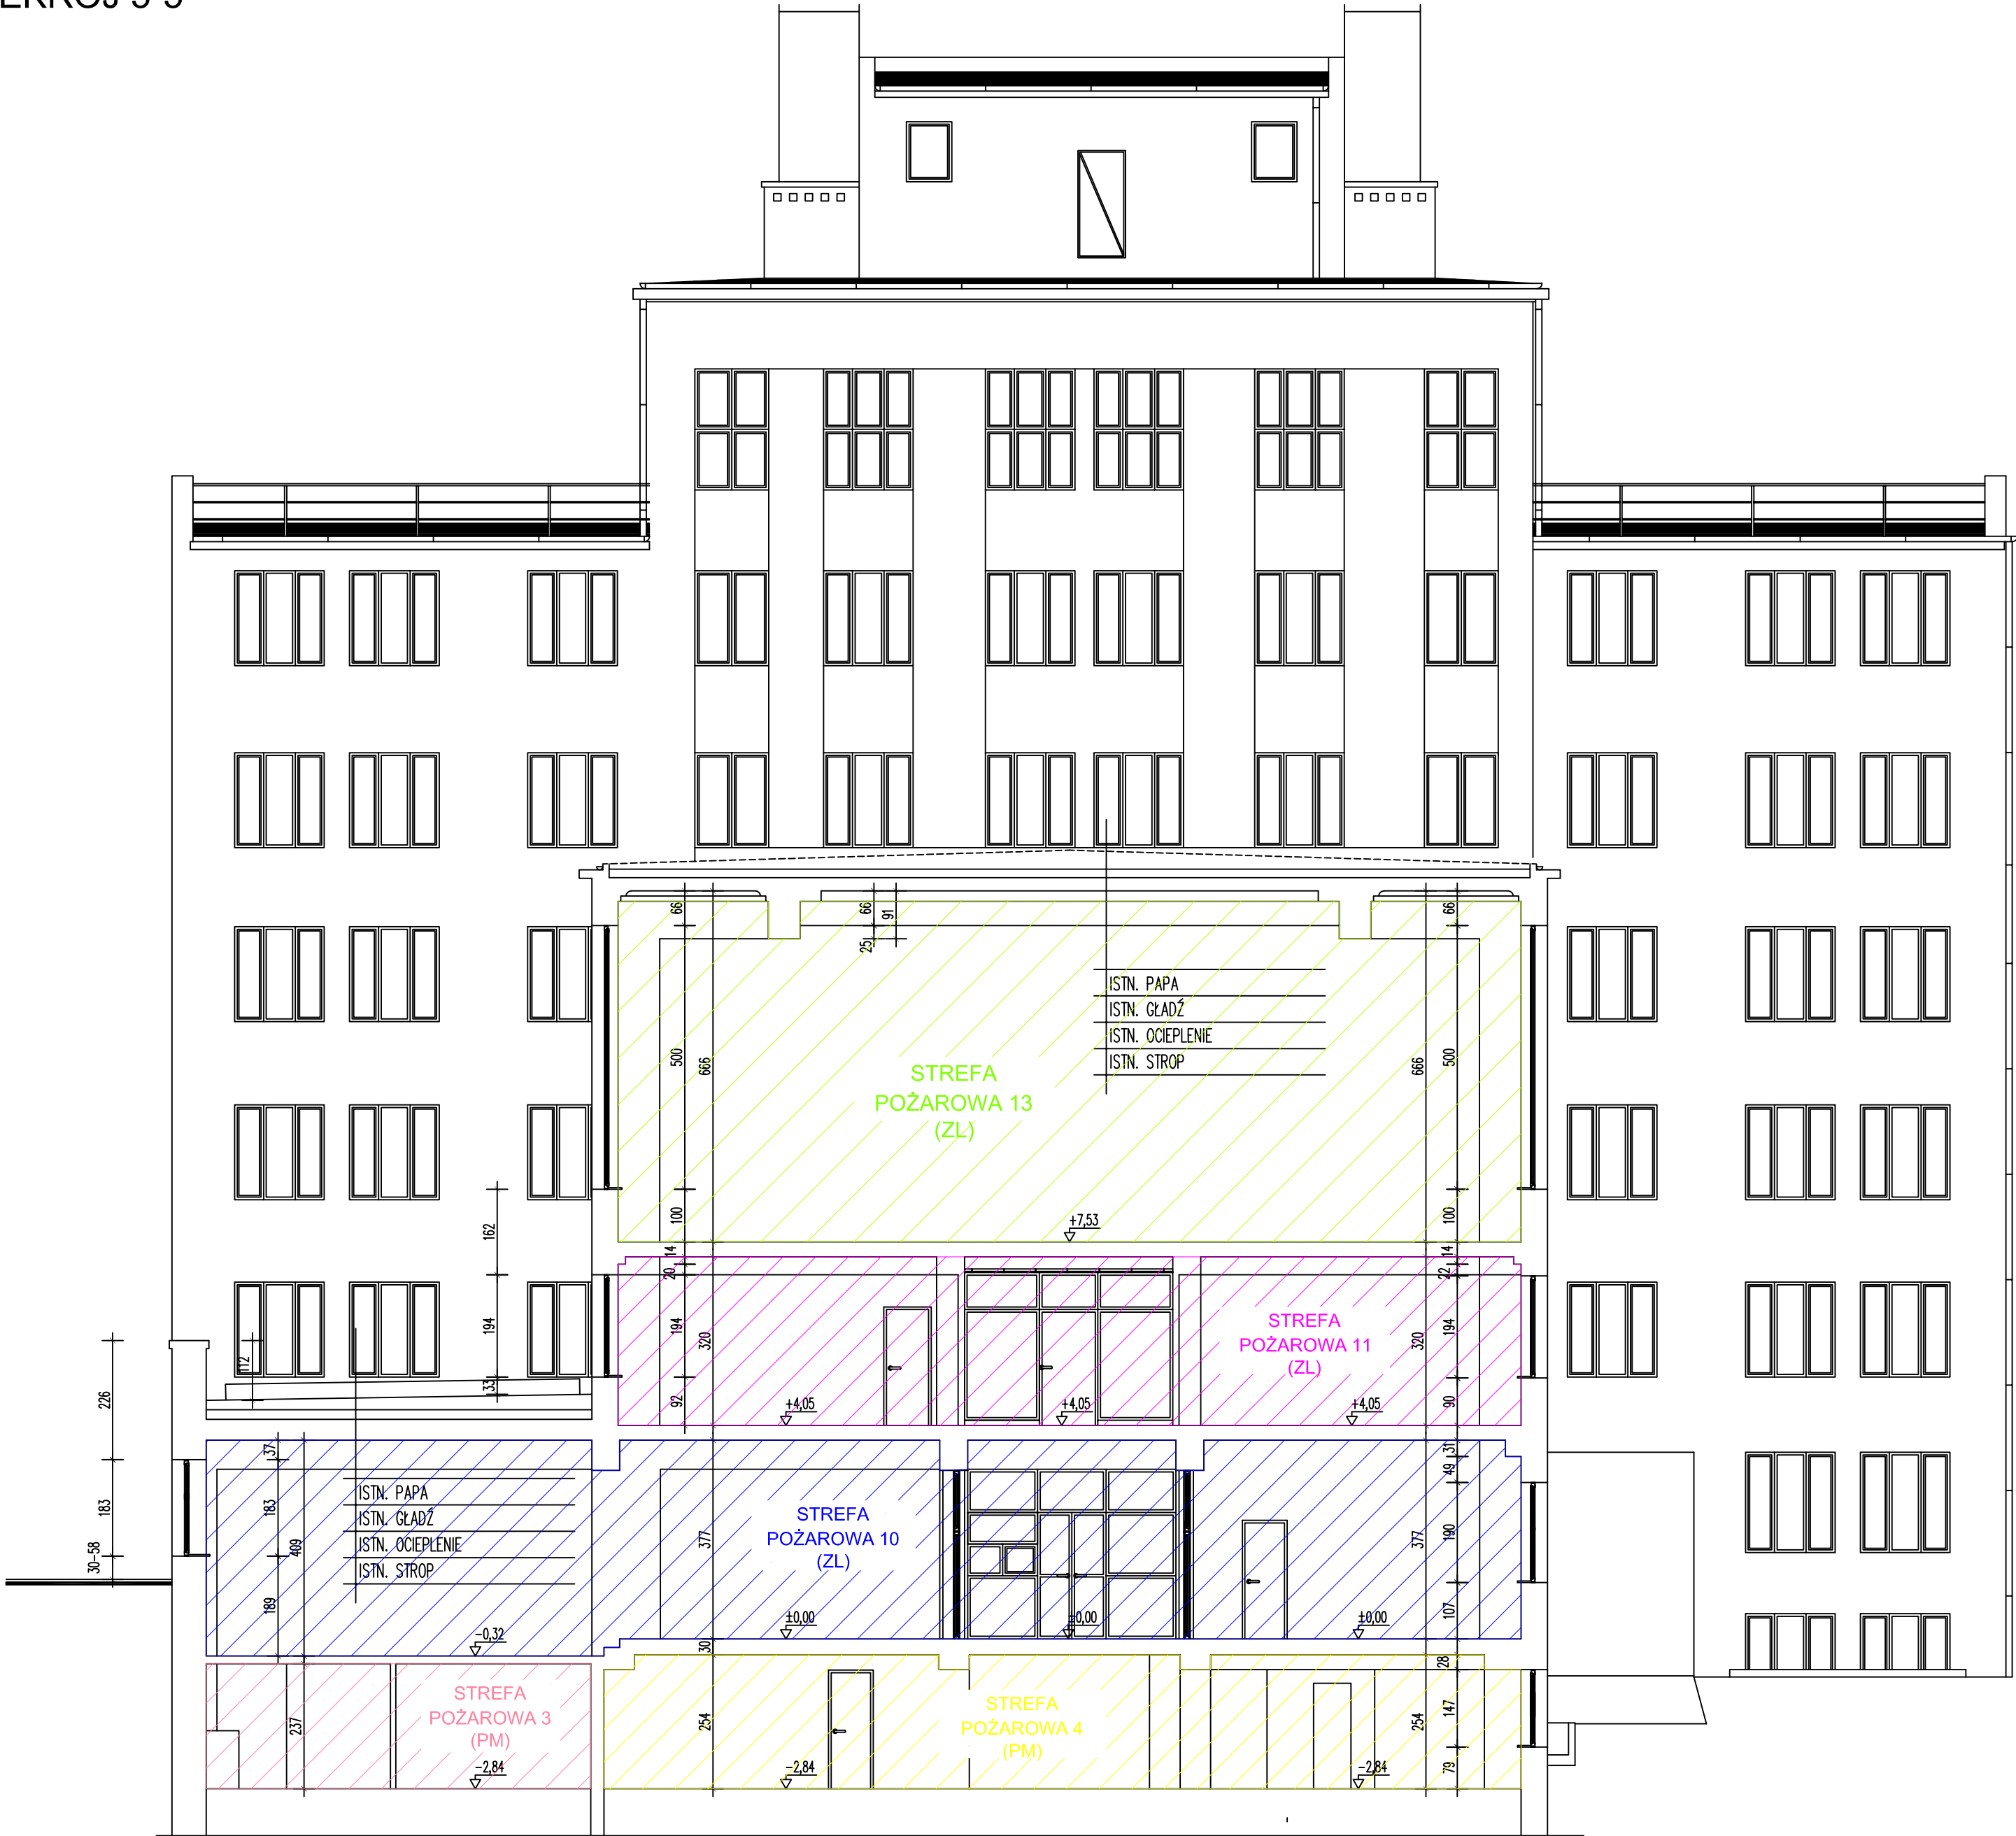 66
66
91
25
66
ISTN. PAPA
ISTN. GŁADŹ
ISTN. OCIEPLENIE
ISTN. STROP
STREFA
POŻAROWA 13
(ZL)
500
666
666
500
162
100
+7,53
100
14
20
14
22
194
194
320
STREFA
POŻAROWA 11
(ZL)
320
194
112
33
226
92
+4,05
+4,05
+4,05
90
37
31
49
183
183
409
ISTN. PAPA
ISTN. GŁADŹ
ISTN. OCIEPLENIE
ISTN. STROP
377
STREFA
POŻAROWA 10
(ZL)
377
190
30-58
189
-0,32
±0,00
±0,00
±0,00
107
30
28
STREFA
POŻAROWA 3
(PM)
237
-2,84
254
STREFA
POŻAROWA 4
(PM)
254
147
-2,84
-2,84
79